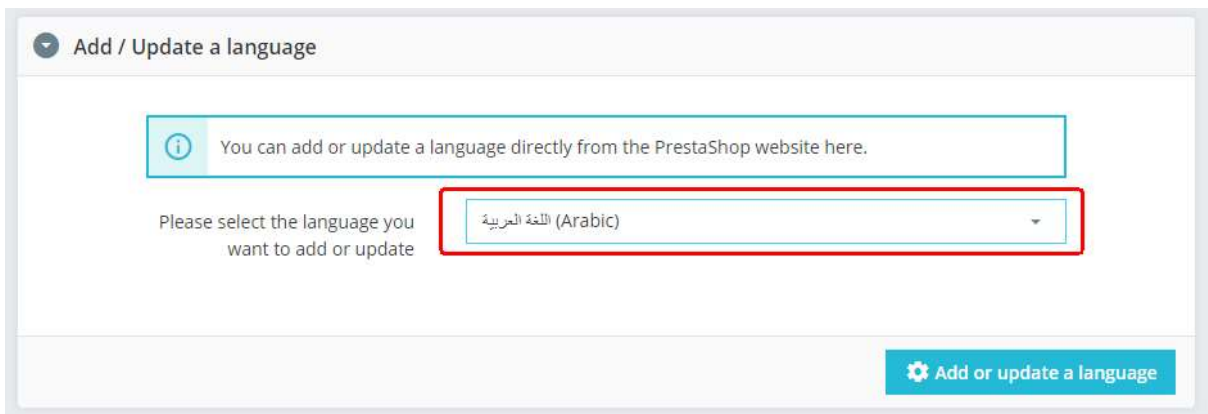 Add / Update a language
You can add or update a language directly from the PrestaShop website here.
Please select the language you
want to add or update
اللغة العربية (Arabic)
Add or update a language